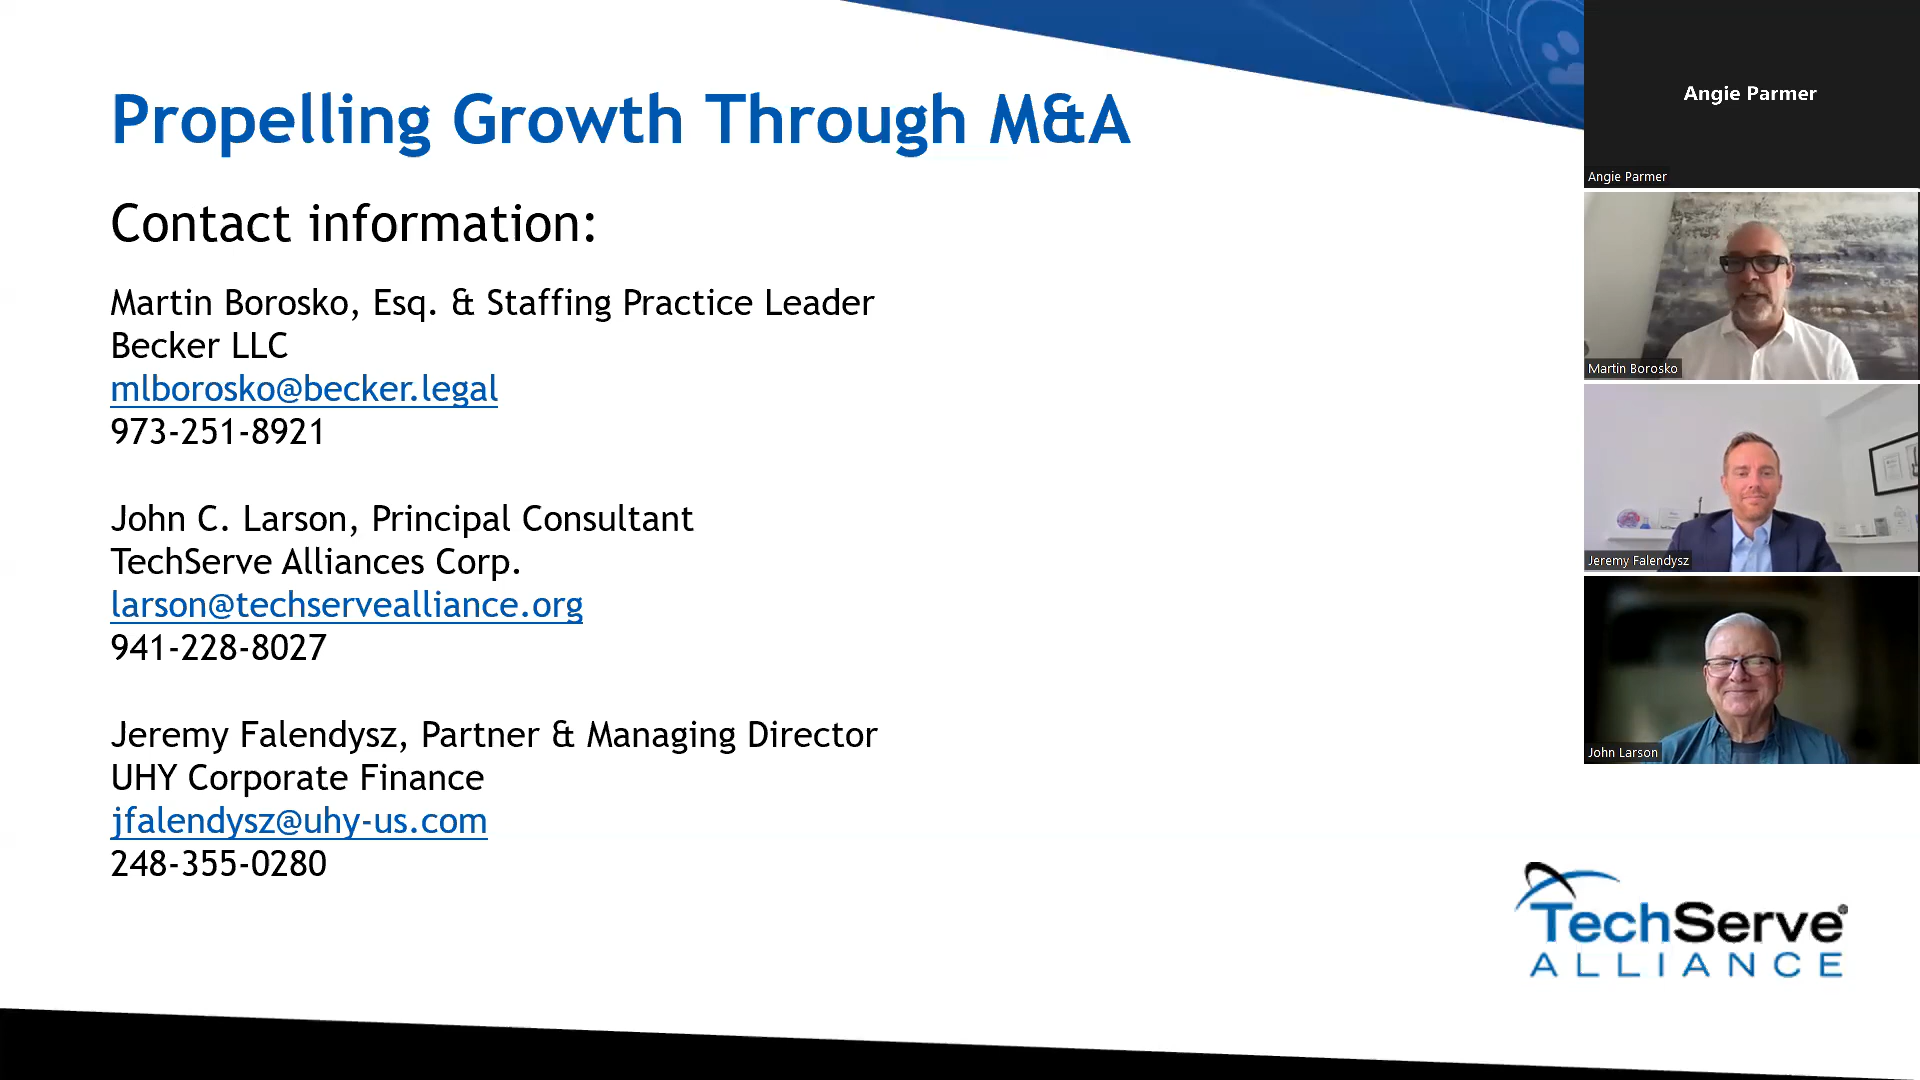 Propelling Growth Through M&A
Contact information:
Martin Borosko, Esq. & Staffing Practice Leader
Becker LLC
mlborosko@becker.legal
973-251-8921
John C. Larson, Principal Consultant
TechServe Alliances Corp.
larson@techservealliance.org
941-228-8027
Jeremy Falendysz, Partner & Managing Director
UHY Corporate Finance
jfalendysz@uhy-us.com
248-355-0280
Angie Parmer
Angie Parmer
Martin Borosko
Jeremy Falendysz
John Larson
TechServe®
ALLIANCE